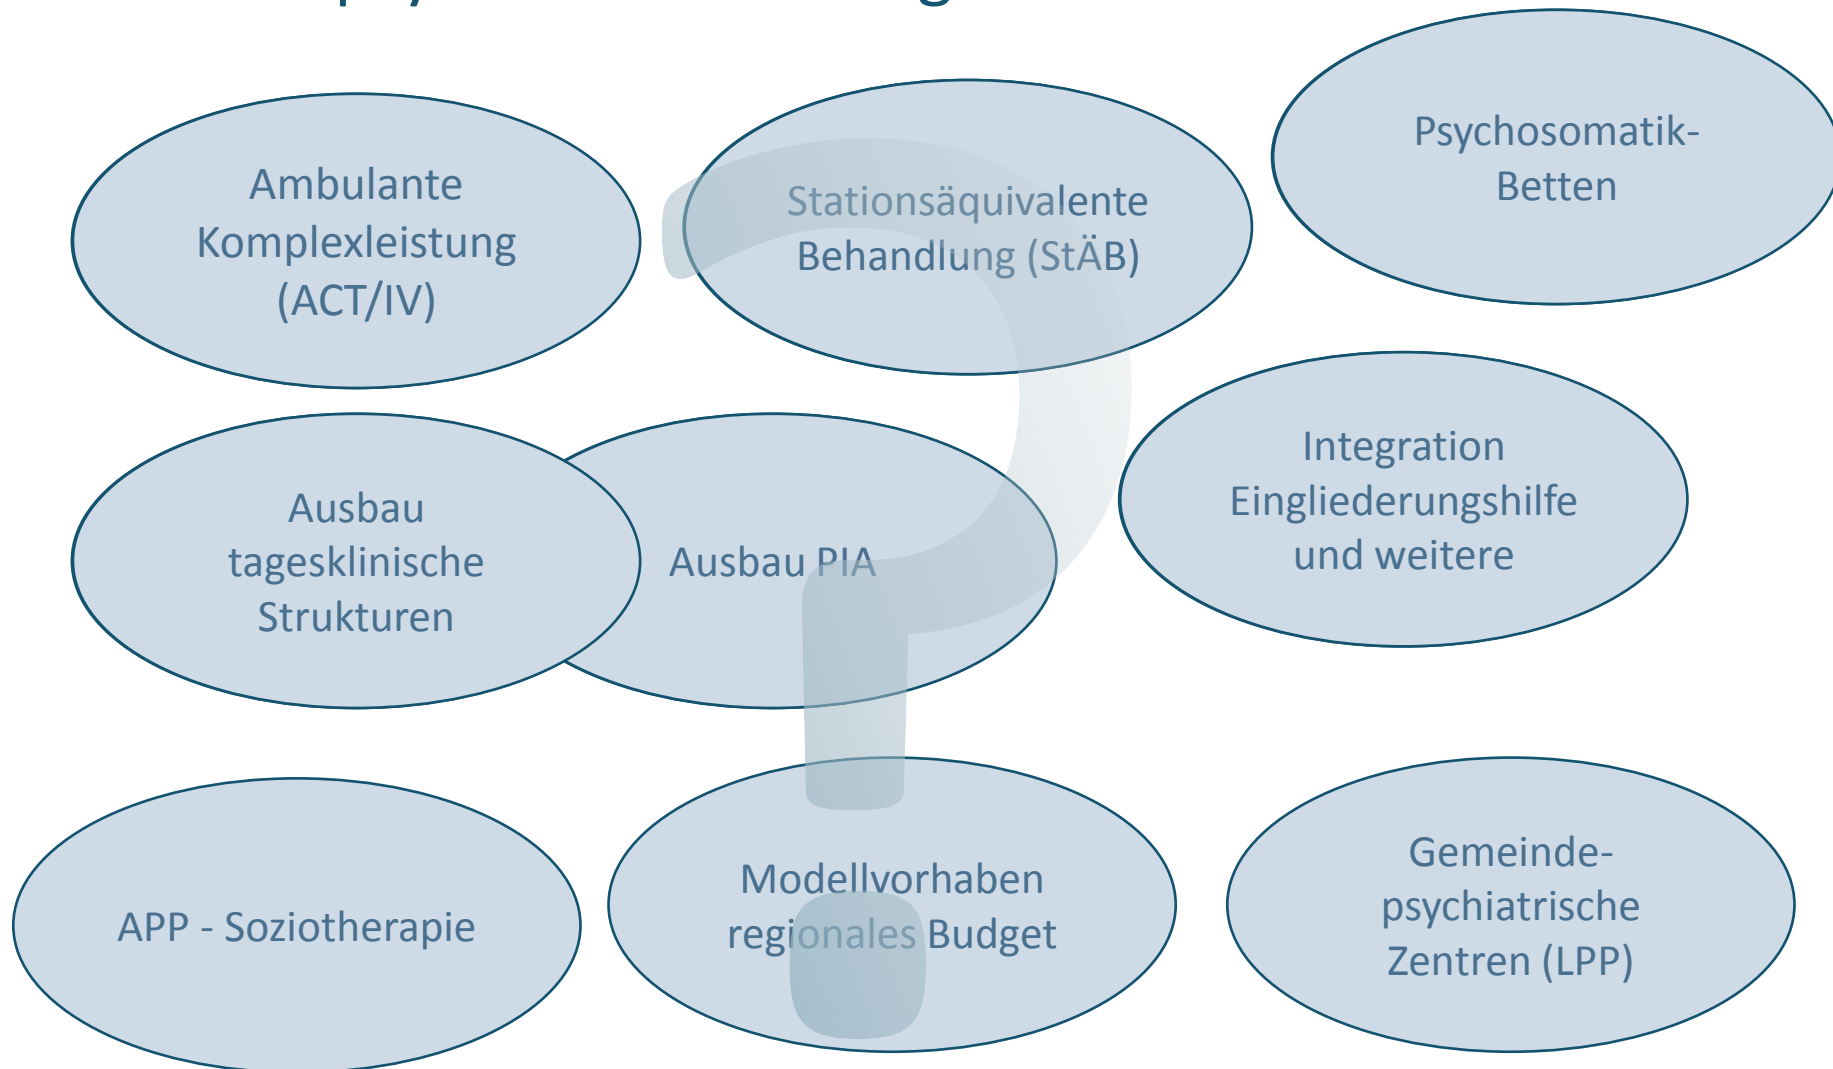 Ambulante
Komplexleistung
(ACT/IV)
Stationsäquivalente
Behandlung (StÄB)
Psychosomatik-
Betten
Ausbau
tagesklinische
Strukturen
Ausbau PIA
Integration
Eingliederungshilfe
und weitere
APP - Soziotherapie
Modellvorhaben
regionales Budget
Gemeinde-
psychiatrische
Zentren (LPP)